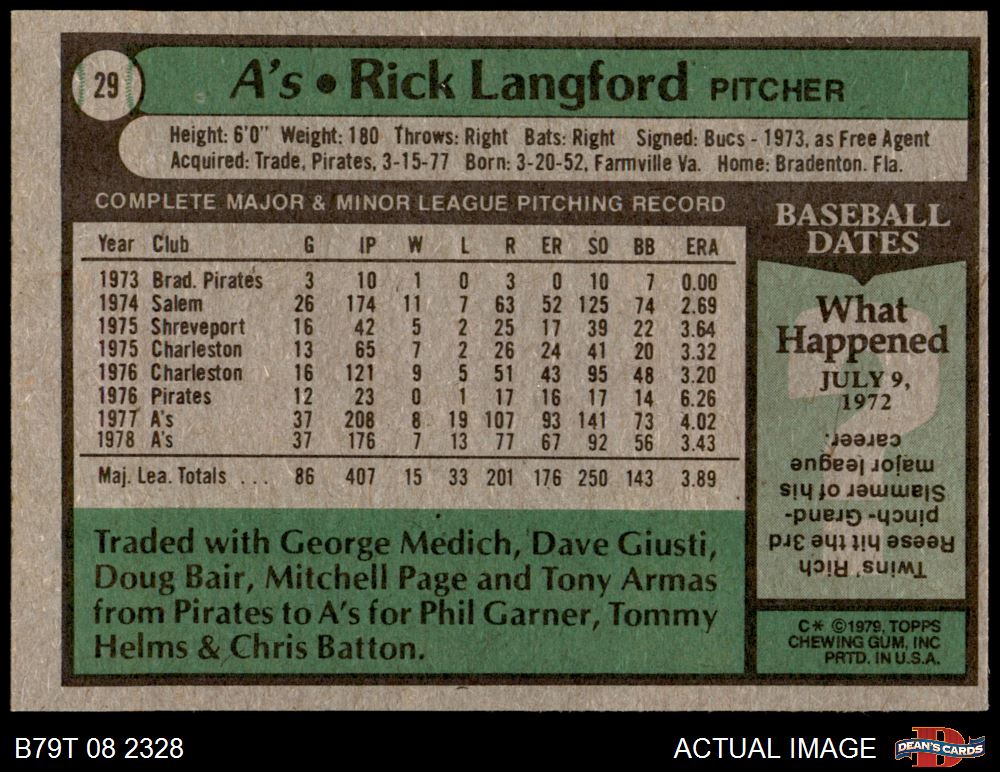 29
A's • Rick Langford PITCHER
Height: 6'0" Weight: 180 Throws: Right Bats: Right Signed: Bucs - 1973, as Free Agent
Acquired: Trade, Pirates, 3-15-77 Born: 3-20-52, Farmville Va. Home: Bradenton. Fla.
COMPLETE MAJOR & MINOR LEAGUE PITCHING RECORD
Year Club G IP W L R ER SO BB ERA
1973 Brad. Pirates 3 10 1 0 3 0 10 7 0.00
1974 Salem 26 174 11 7 63 52 125 74 2.69
1975 Shreveport 16 42 5 2 25 17 39 22 3.64
1975 Charleston 13 65 7 2 26 24 41 20 3.32
1976 Charleston 16 121 9 5 51 43 95 48 3.20
1976 Pirates 12 23 0 1 17 16 17 14 6.26
1977 A's 37 208 8 19 107 93 141 73 4.02
1978 A's 37 176 7 13 77 67 92 56 3.43
Maj. Lea. Totals ... 86 407 15 33 201 176 250 143 3.89
Traded with George Medich, Dave Giusti,
Doug Bair, Mitchell Page and Tony Armas
from Pirates to A's for Phil Garner, Tommy
Helms & Chris Batton.
BASEBALL
DATES
What
Happened
JULY 9,
1972
Twins' Rich
Reese hit the 3rd
pinch-Grand-
Slammer of his
major league
career.
C* ©1979, TOPPS
CHEWING GUM, INC
PRTD. IN U.S.A.
B79T 08 2328
ACTUAL IMAGE
DEAN'S CARDS